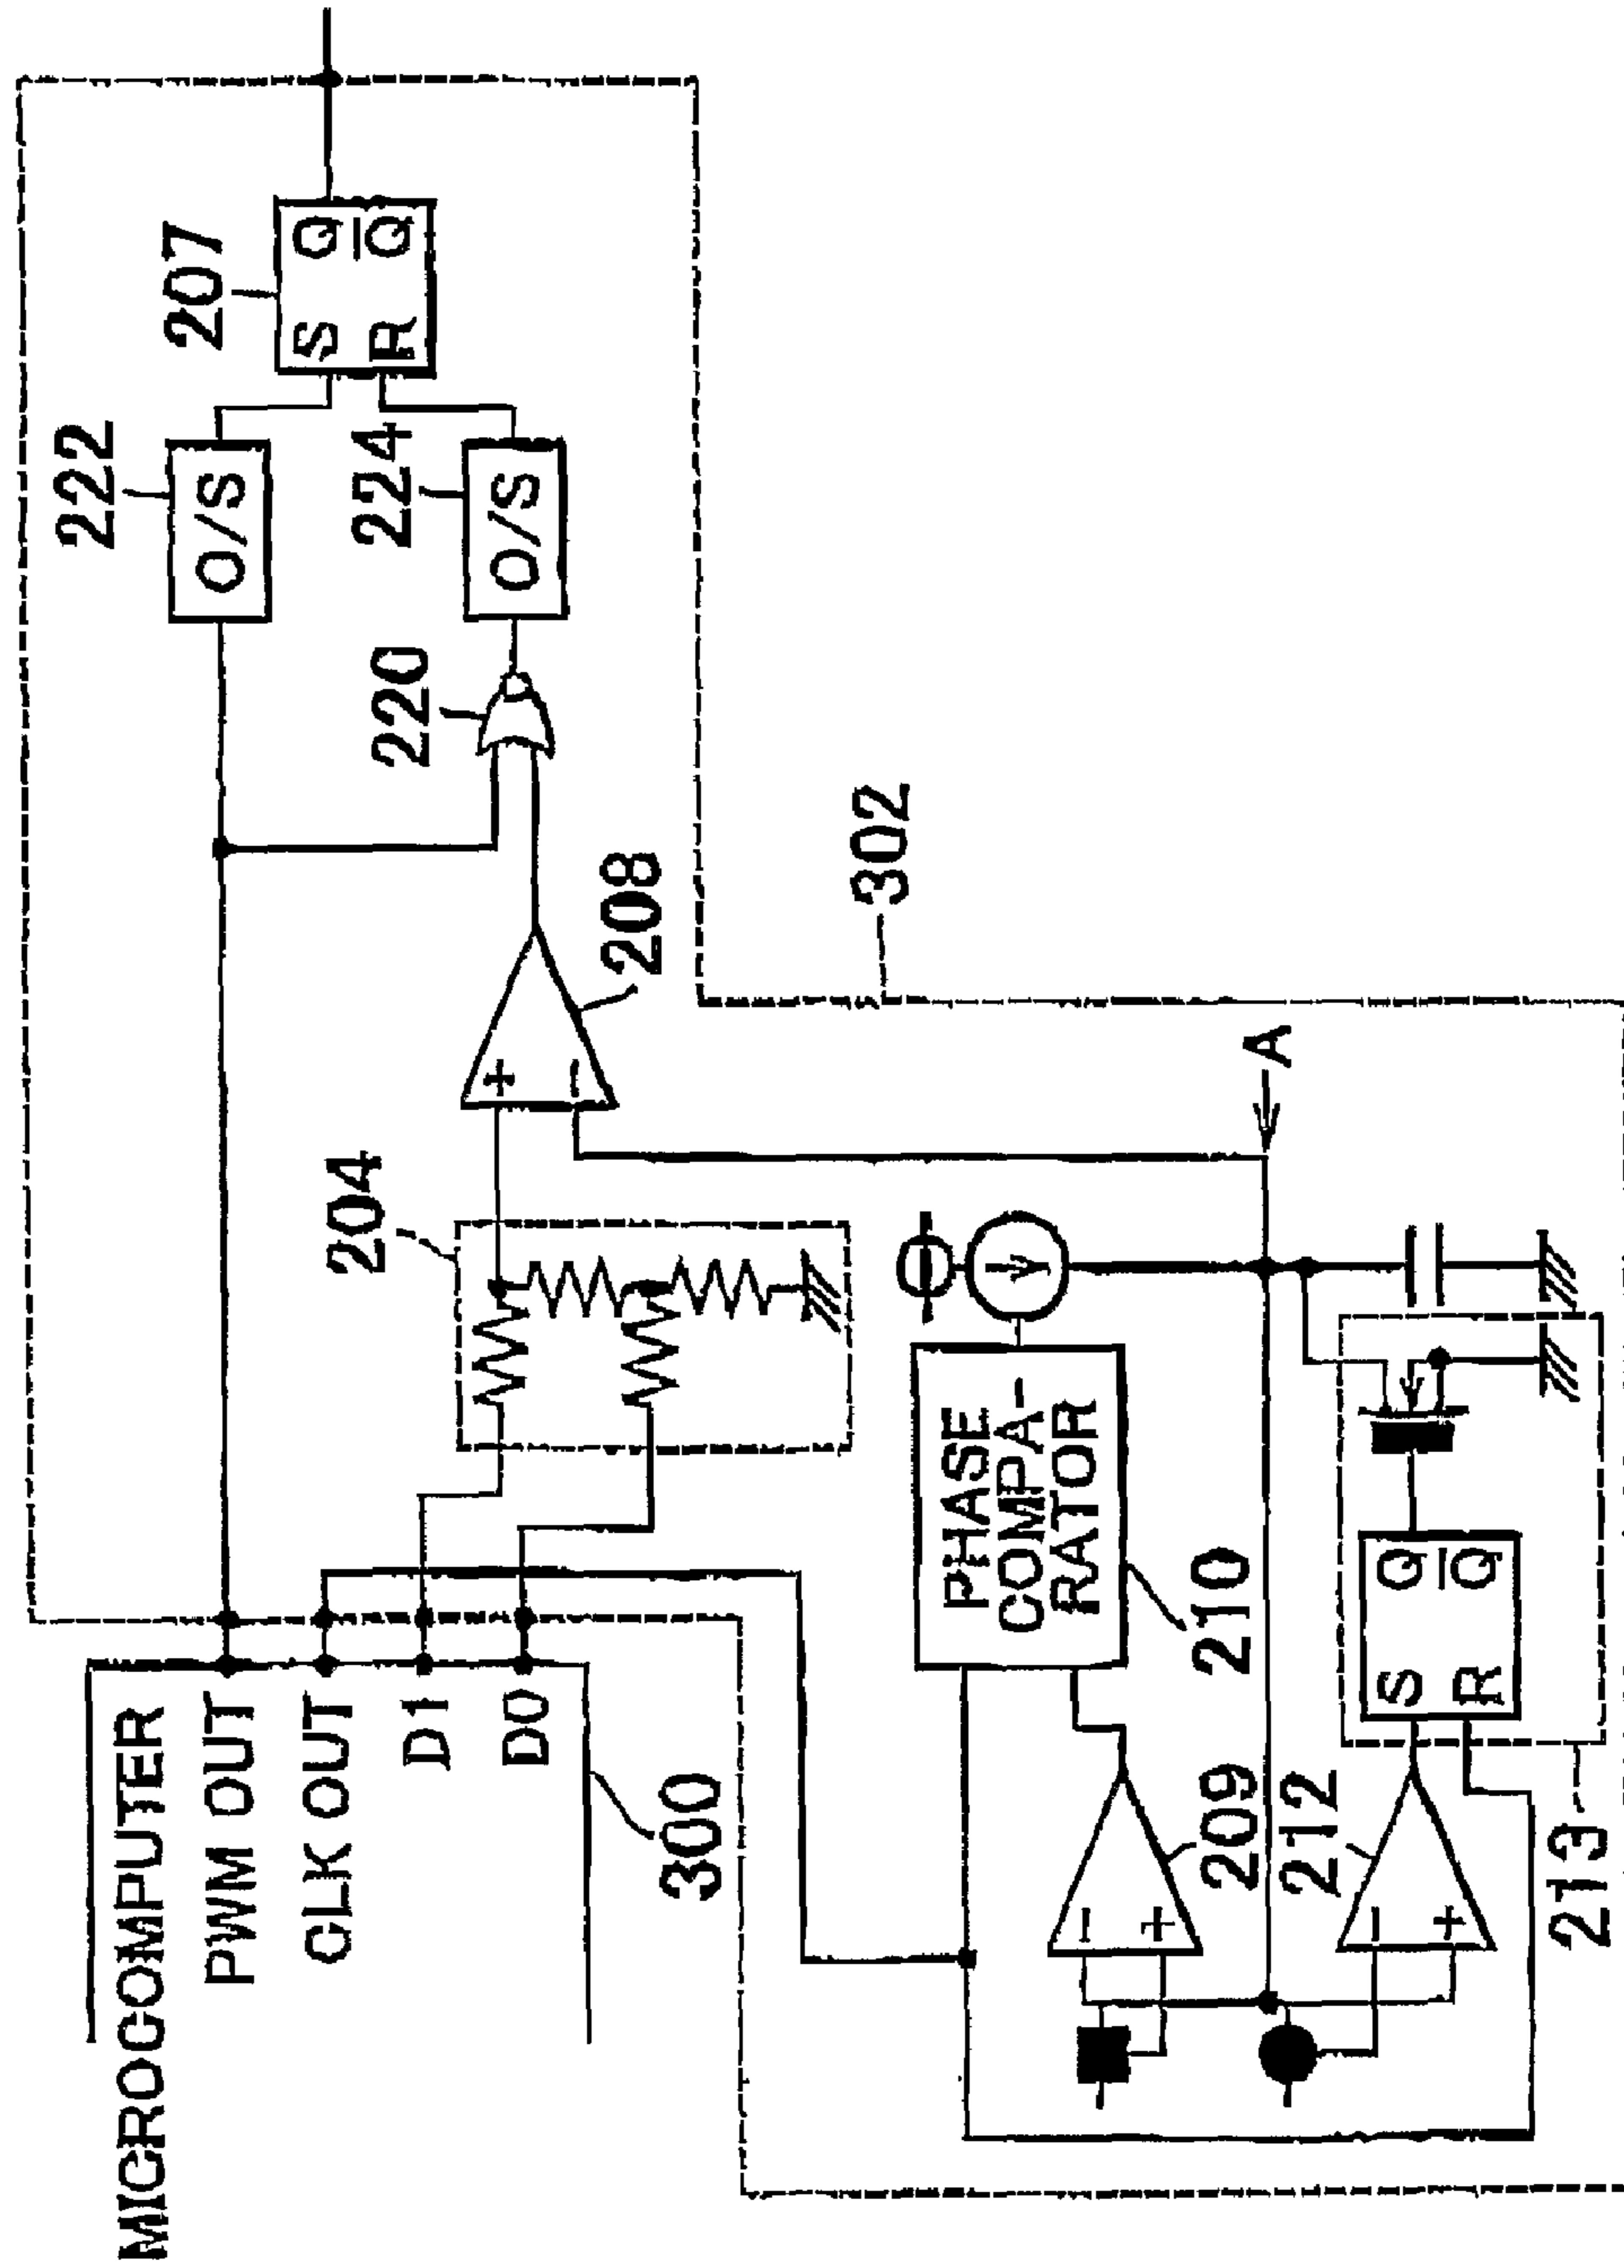 MICROCOMPUTER
PWM OUT
CLK OUT
D1
D0
300
222
O/S
207
S Q
R Q
224
O/S
220
204
+
−
208
302
A
PHASE
COMPA-
RATOR
210
−
+
209
212
−
+
S Q
R Q
213